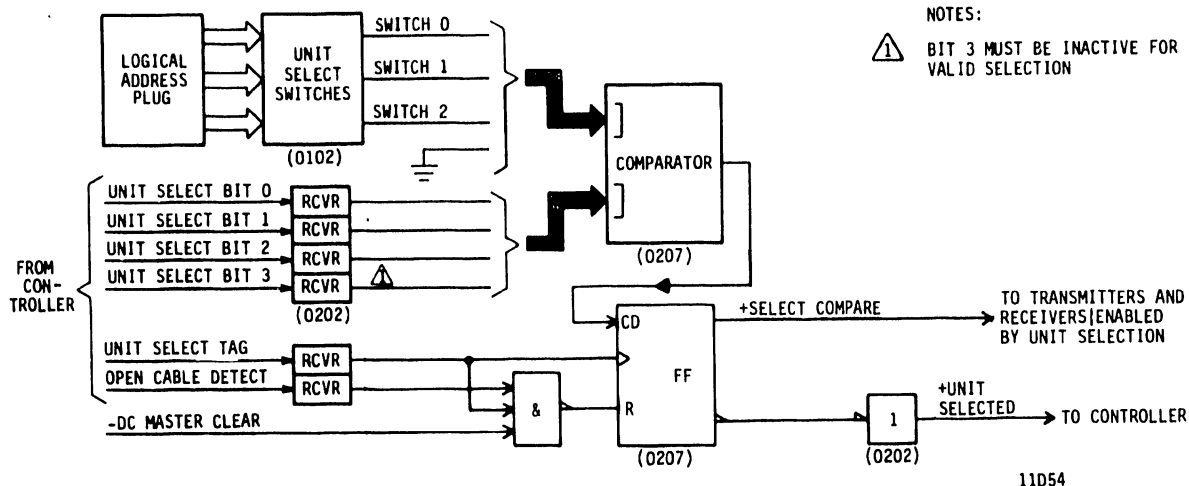 NOTES:
1 BIT 3 MUST BE INACTIVE FOR
VALID SELECTION
LOGICAL
ADDRESS
PLUG
UNIT
SELECT
SWITCHES
(0102)
SWITCH 0
SWITCH 1
SWITCH 2
COMPARATOR
(0207)
FROM
CON-
TROLLER
UNIT SELECT BIT 0
RCVR
UNIT SELECT BIT 1
RCVR
UNIT SELECT BIT 2
RCVR
UNIT SELECT BIT 3
RCVR
1
(0202)
UNIT SELECT TAG
RCVR
OPEN CABLE DETECT
RCVR
-DC MASTER CLEAR
&
CD
FF
R
(0207)
+SELECT COMPARE
TO TRANSMITTERS AND
RECEIVERS|ENABLED
BY UNIT SELECTION
1
(0202)
+UNIT
SELECTED
TO CONTROLLER
11D54